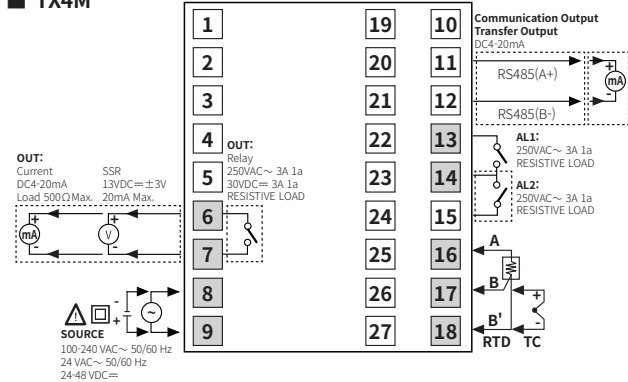 ■ TX4M
1 19 10
2 20 11
3 21 12
4 22 13
5 23 14
6 24 15
7 25 16
8 26 17
9 27 18
Communication Output
Transfer Output
DC4-20mA
RS485(A+)
RS485(B-)
+
mA
-
AL1:
250VAC∼ 3A 1a
RESISTIVE LOAD
AL2:
250VAC∼ 3A 1a
RESISTIVE LOAD
A
B
B'
RTD
+
-
TC
OUT:
Relay
250VAC∼ 3A 1a
30VDC⎓ 3A 1a
RESISTIVE LOAD
OUT:
Current
DC4-20mA
Load 500ΩMax.
SSR
13VDC⎓±3V
20mA Max.
+
mA
-
+
V
-
-
+
∼
!
SOURCE
100-240 VAC∼ 50/60 Hz
24 VAC∼ 50/60 Hz
24-48 VDC⎓